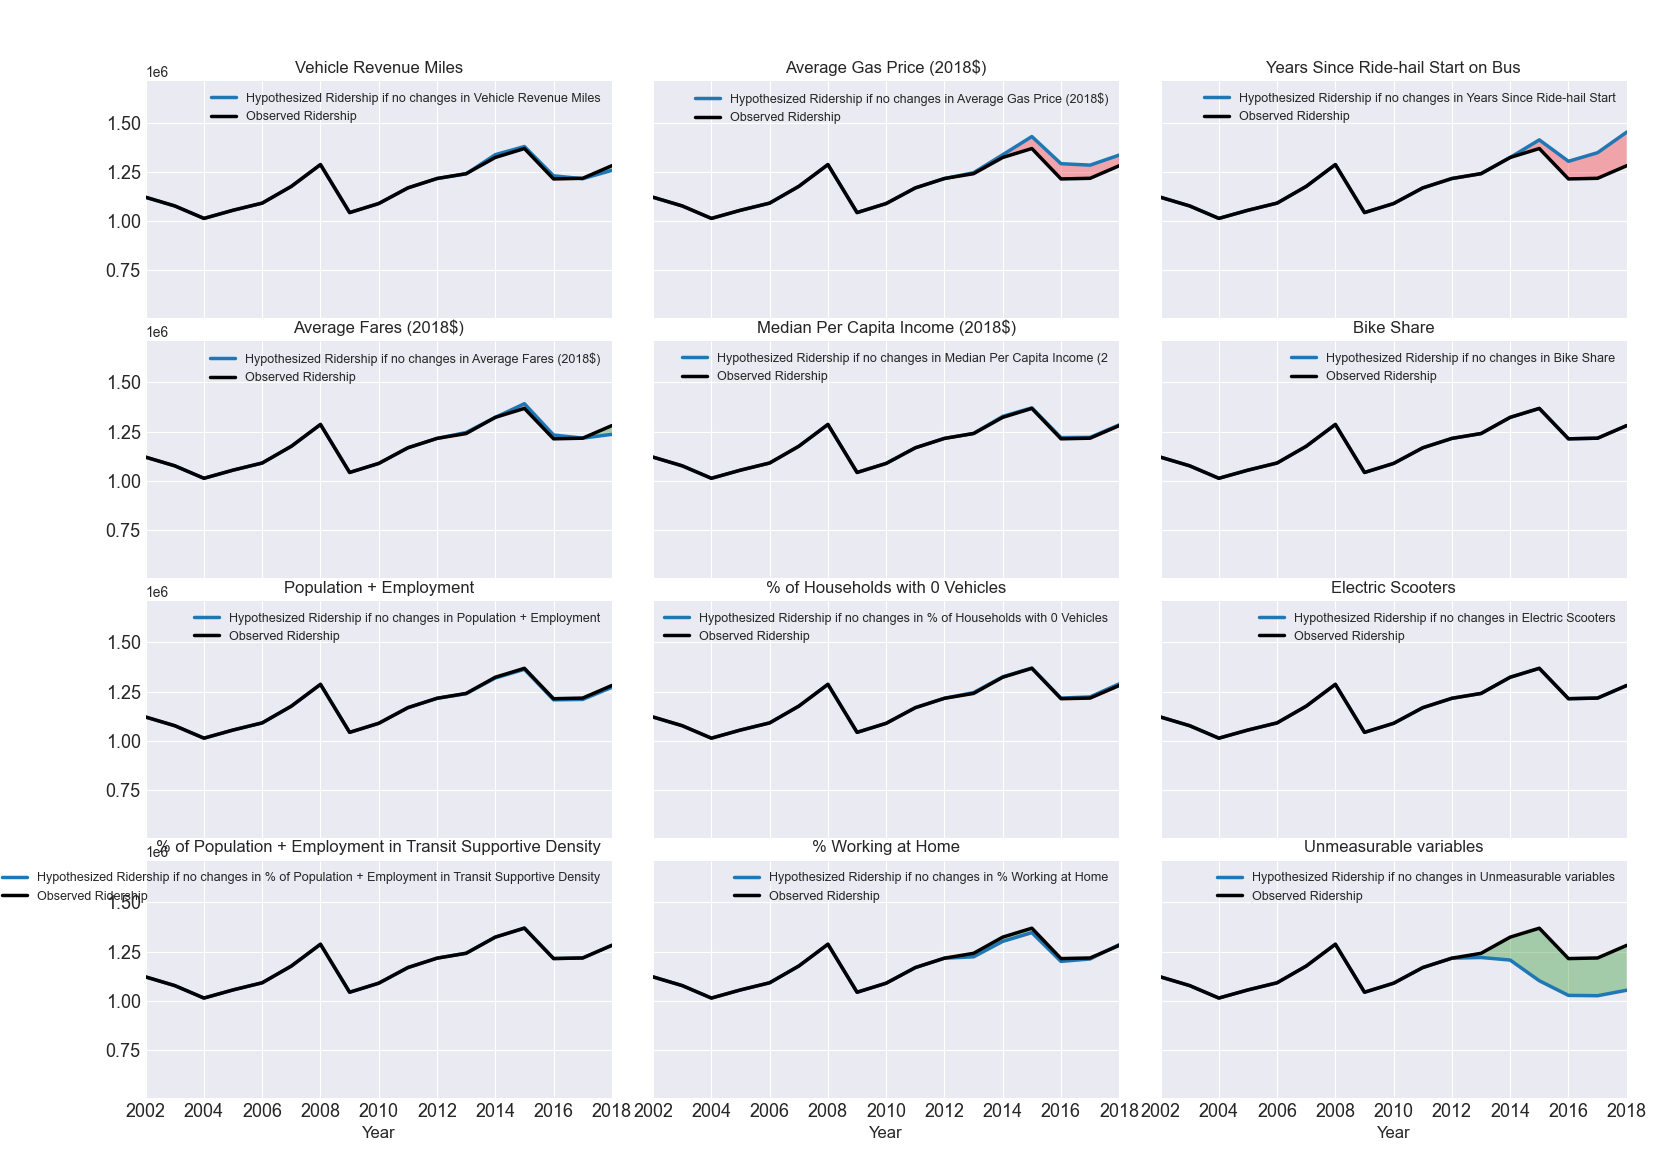 Vehicle Revenue Miles
1e6
Hypothesized Ridership if no changes in Vehicle Revenue Miles
Observed Ridership
1.50
1.25
1.00
0.75
Average Gas Price (2018$)
Hypothesized Ridership if no changes in Average Gas Price (2018$)
Observed Ridership
Years Since Ride-hail Start on Bus
Hypothesized Ridership if no changes in Years Since Ride-hail Start
Observed Ridership
Average Fares (2018$)
1e6
Hypothesized Ridership if no changes in Average Fares (2018$)
Observed Ridership
1.50
1.25
1.00
0.75
Median Per Capita Income (2018$)
Hypothesized Ridership if no changes in Median Per Capita Income (2
Observed Ridership
Bike Share
Hypothesized Ridership if no changes in Bike Share
Observed Ridership
Population + Employment
1e6
Hypothesized Ridership if no changes in Population + Employment
Observed Ridership
1.50
1.25
1.00
0.75
% of Households with 0 Vehicles
Hypothesized Ridership if no changes in % of Households with 0 Vehicles
Observed Ridership
Electric Scooters
Hypothesized Ridership if no changes in Electric Scooters
Observed Ridership
% of Population + Employment in Transit Supportive Density
1e6
Hypothesized Ridership if no changes in % of Population + Employment in Transit Supportive Density
Observed Ridership
1.50
1.25
1.00
0.75
2002 2004 2006 2008 2010 2012 2014 2016 2018
Year
% Working at Home
Hypothesized Ridership if no changes in % Working at Home
Observed Ridership
2002 2004 2006 2008 2010 2012 2014 2016 2018
Year
Unmeasurable variables
Hypothesized Ridership if no changes in Unmeasurable variables
Observed Ridership
2002 2004 2006 2008 2010 2012 2014 2016 2018
Year